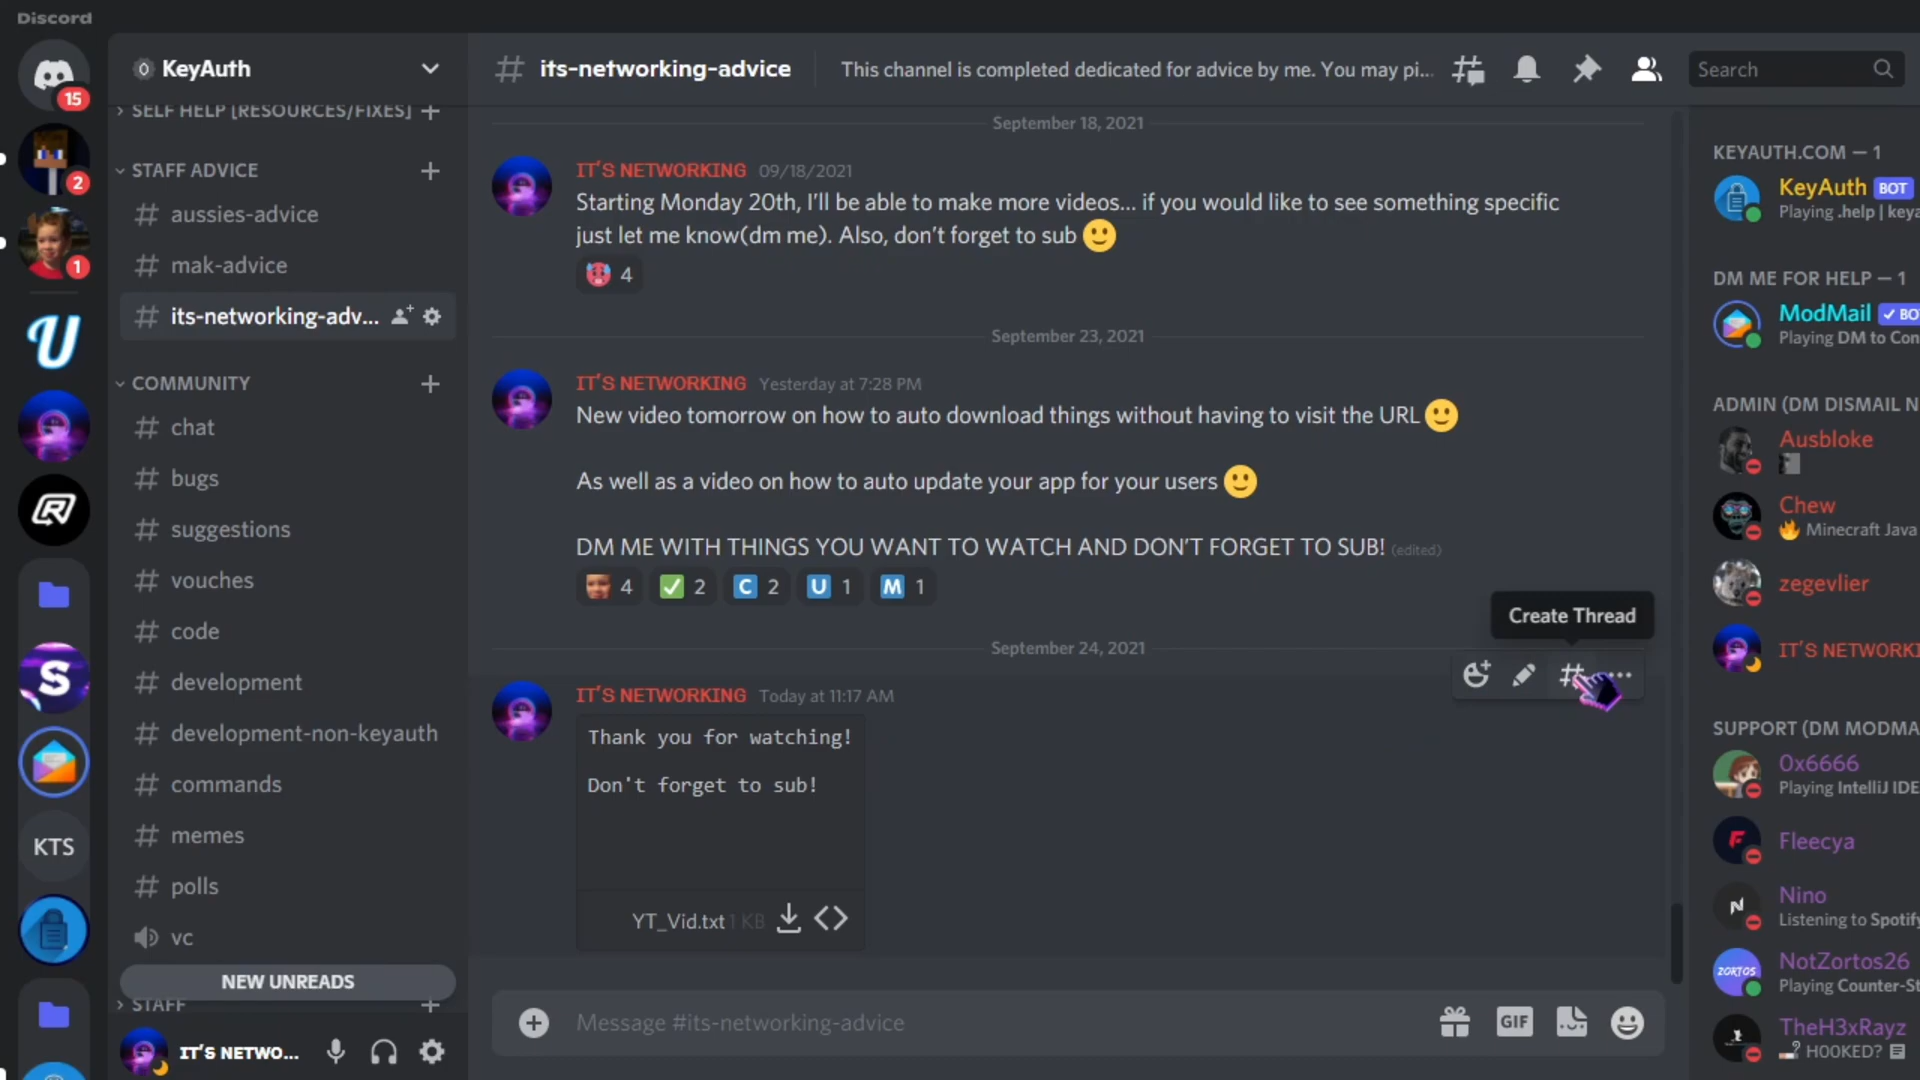 Discord
15
2
1
KTS
KeyAuth
SELF HELP [RESOURCES/FIXES]
STAFF ADVICE
aussies-advice
mak-advice
its-networking-adv...
COMMUNITY
chat
bugs
suggestions
vouches
code
development
development-non-keyauth
commands
memes
polls
vc
NEW UNREADS
STAFF
IT'S NETWO...
its-networking-advice
This channel is completed dedicated for advice by me. You may pi...
Search
September 18, 2021
IT'S NETWORKING 09/18/2021
Starting Monday 20th, I'll be able to make more videos... if you would like to see something specific
just let me know(dm me). Also, don't forget to sub
4
September 23, 2021
IT'S NETWORKING Yesterday at 7:28 PM
New video tomorrow on how to auto download things without having to visit the URL
As well as a video on how to auto update your app for your users
DM ME WITH THINGS YOU WANT TO WATCH AND DON'T FORGET TO SUB! (edited)
4 2 C 2 U 1 M 1
Create Thread
September 24, 2021
IT'S NETWORKING Today at 11:17 AM
Thank you for watching!
Don't forget to sub!
YT_Vid.txt 1 KB
Message #its-networking-advice
GIF
KEYAUTH.COM — 1
KeyAuth BOT
Playing .help | keya
DM ME FOR HELP — 1
ModMail ✓ BO
Playing DM to Con
ADMIN (DM DISMAIL N
Ausbloke
Chew
Minecraft Java
zegevlier
IT'S NETWORKI
SUPPORT (DM MODMA
0x6666
Playing IntelliJ IDE
Fleecya
Nino
Listening to Spotify
ZORTOS
NotZortos26
Playing Counter-St
TheH3xRayz
HOOKED?